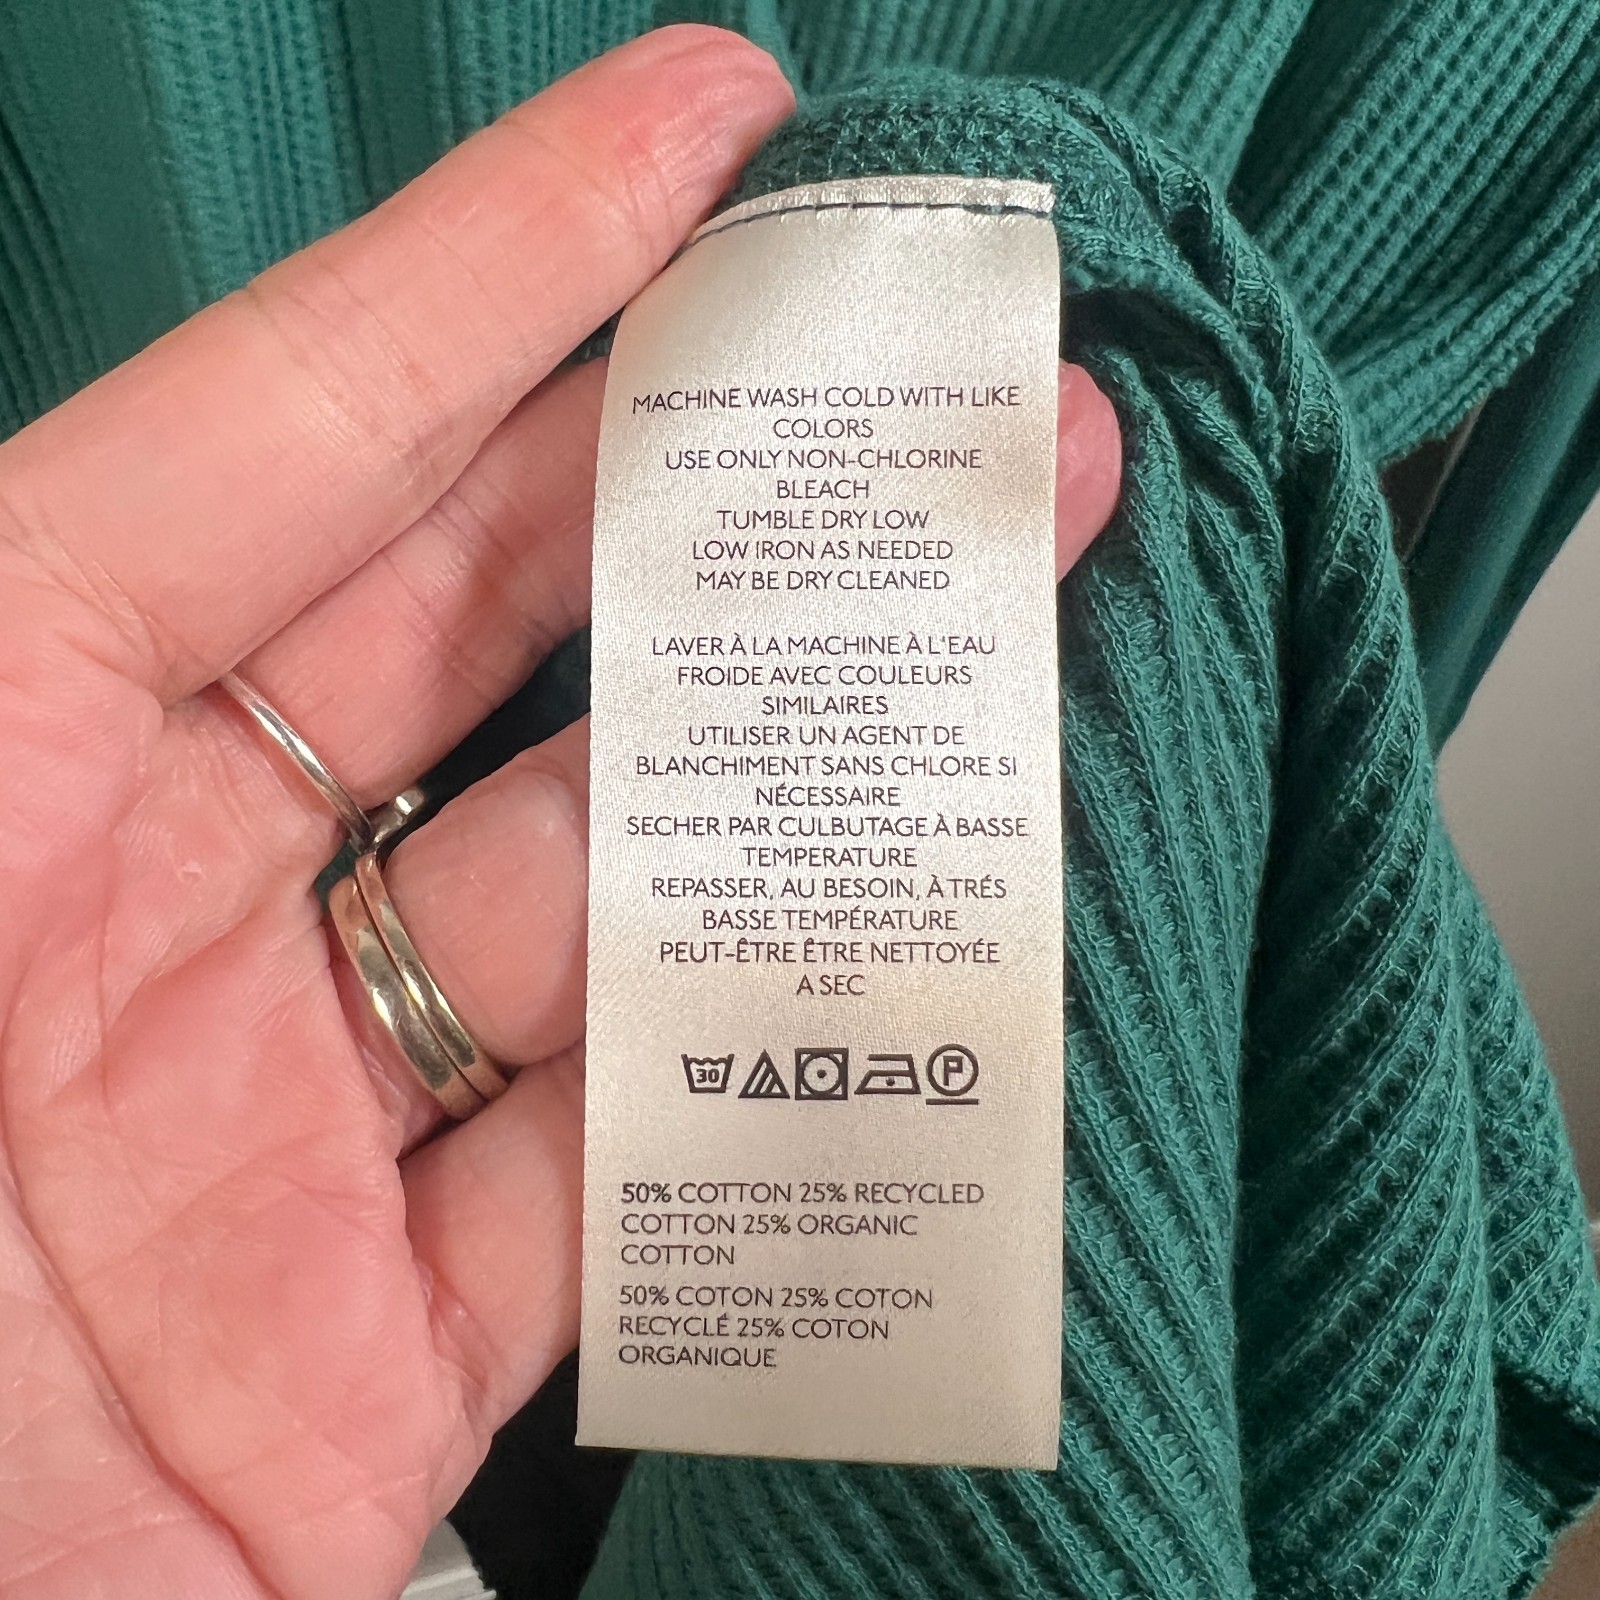 MACHINE WASH COLD WITH LIKE
COLORS
USE ONLY NON-CHLORINE
BLEACH
TUMBLE DRY LOW
LOW IRON AS NEEDED
MAY BE DRY CLEANED
LAVER À LA MACHINE À L'EAU
FROIDE AVEC COULEURS
SIMILAIRES
UTILISER UN AGENT DE
BLANCHIMENT SANS CHLORE SI
NÉCESSAIRE
SECHER PAR CULBUTAGE À BASSE
TEMPERATURE
REPASSER, AU BESOIN, À TRÉS
BASSE TEMPÉRATURE
PEUT-ÊTRE ÊTRE NETTOYÉE
A SEC
30 P
50% COTTON 25% RECYCLED
COTTON 25% ORGANIC
COTTON
50% COTON 25% COTON
RECYCLÉ 25% COTON
ORGANIQUE